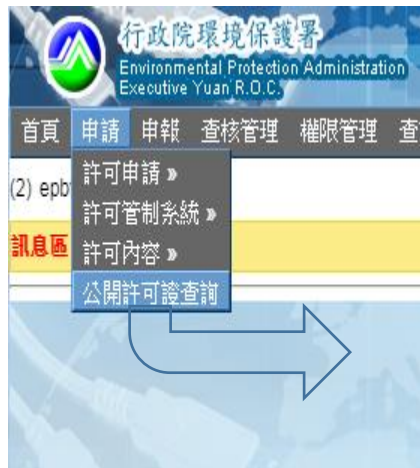 行政院環境保護署
Environmental Protection Administration
Executive Yuan R.O.C.
首頁 申請 申報 查核管理 權限管理 查
(2) epb
許可申請 »
許可管制系統 »
訊息區
許可內容 »
公開許可證查詢